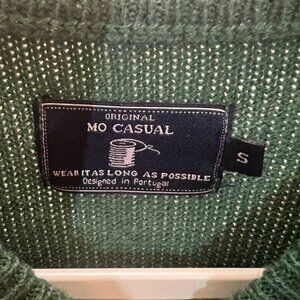 ORIGINAL
MO CASUAL
WEAR IT AS LONG AS POSSIBLE
Designed in Portugal
S